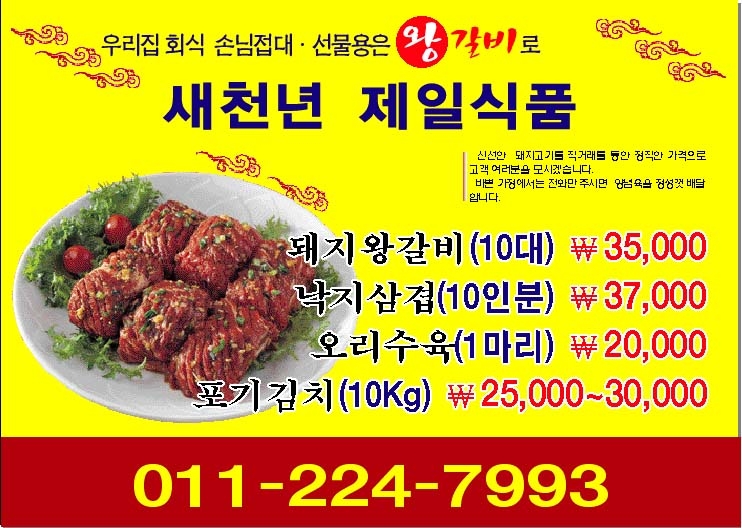 우리집 회식 손님접대 · 선물용은 왕갈비로
새천년 제일식품
신선한 돼지고기를 직거래를 통한 정직한 가격으로
고객 여러분을 모시겠습니다.
바쁜 가정에서는 전화만 주시면 양념육을 정성껏 배달
합니다.
돼지왕갈비(10대) ₩35,000
낙지삼겹(10인분) ₩37,000
오리수육(1마리) ₩20,000
포기김치(10Kg) ₩25,000~30,000
011-224-7993